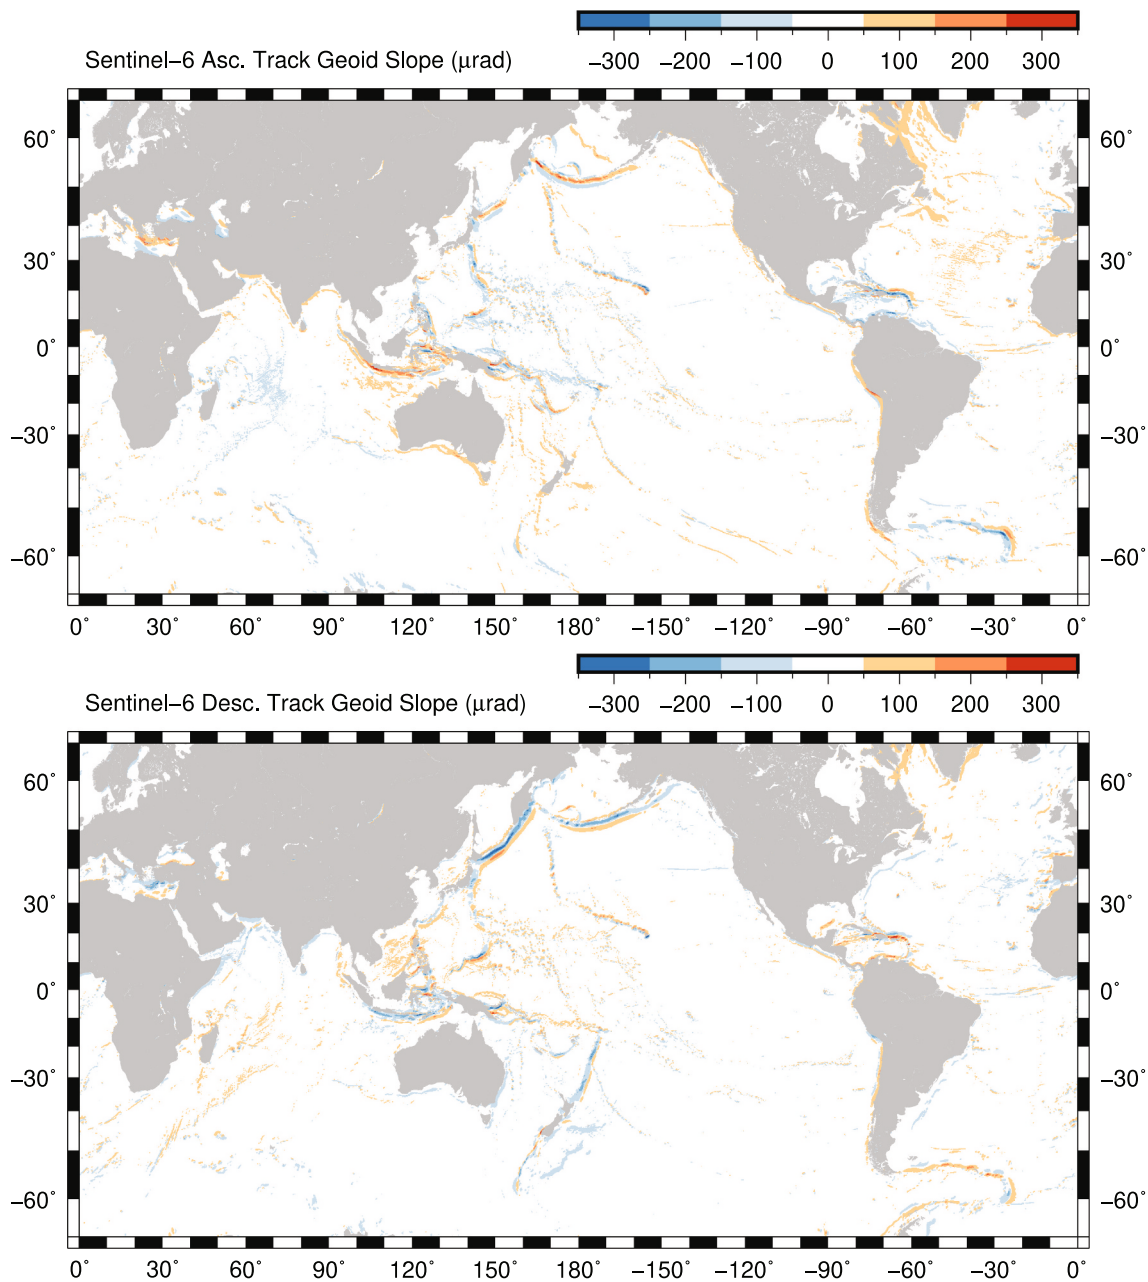 Sentinel−6 Asc. Track Geoid Slope (μrad)
−300 −200 −100 0 100 200 300
60˚ 60˚
30˚ 30˚
0˚ 0˚
−30˚ −30˚
−60˚ −60˚
0˚ 30˚ 60˚ 90˚ 120˚ 150˚ 180˚ −150˚ −120˚ −90˚ −60˚ −30˚ 0˚
Sentinel−6 Desc. Track Geoid Slope (μrad)
−300 −200 −100 0 100 200 300
60˚ 60˚
30˚ 30˚
0˚ 0˚
−30˚ −30˚
−60˚ −60˚
0˚ 30˚ 60˚ 90˚ 120˚ 150˚ 180˚ −150˚ −120˚ −90˚ −60˚ −30˚ 0˚